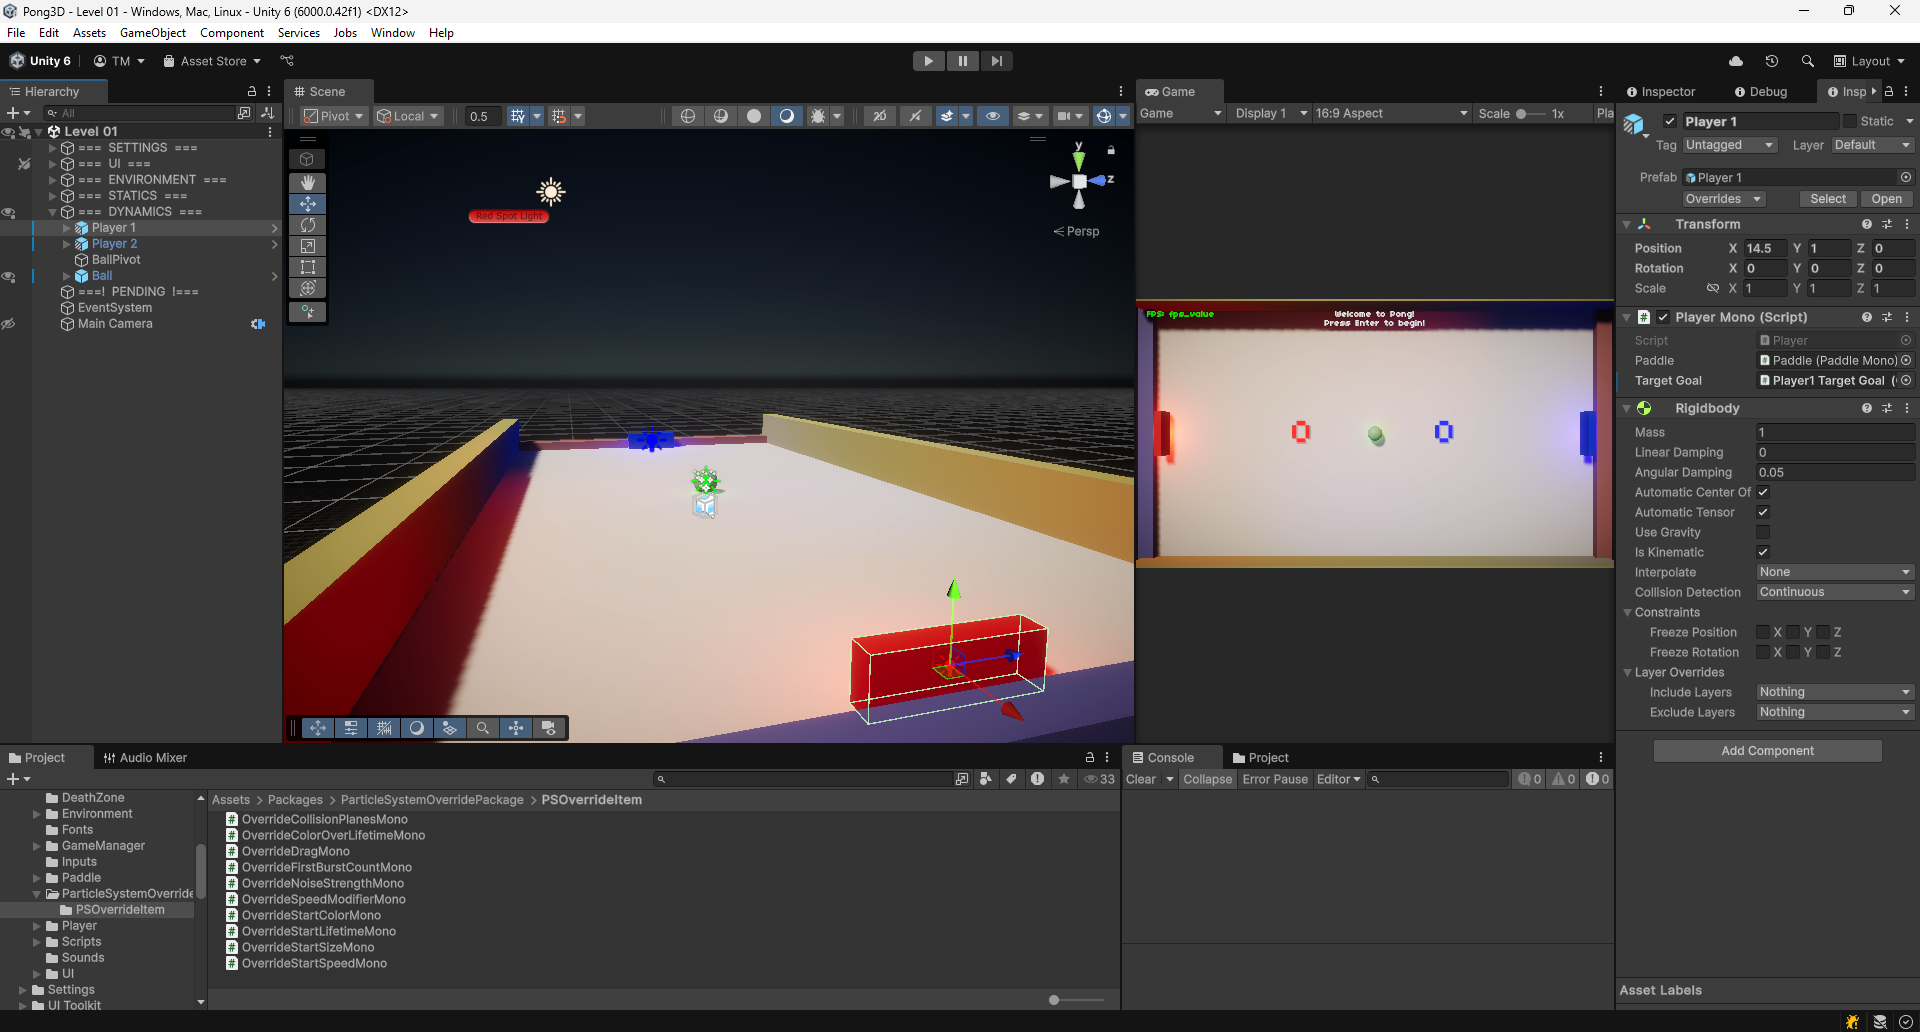 Pong3D - Level 01 - Windows, Mac, Linux - Unity 6 (6000.0.42f1) <DX12>
File Edit Assets GameObject Component Services Jobs Window Help
Unity 6 TM Asset Store Layout
Hierarchy
All
Level 01
=== SETTINGS ===
=== UI ===
=== ENVIRONMENT ===
=== STATICS ===
=== DYNAMICS ===
Player 1
Player 2
BallPivot
Ball
===! PENDING !===
EventSystem
Main Camera
Scene
Pivot Local 0.5 2D
Red Spot Light
y
z
Persp
Game
Game Display 1 16:9 Aspect Scale 1x Pla
FPS: fps_value
Welcome to Pong!
Press Enter to begin!
0 0
Inspector Debug Insp
Player 1 Static
Tag Untagged Layer Default
Prefab Player 1
Overrides Select Open
Transform
Position X 14.5 Y 1 Z 0
Rotation X 0 Y 0 Z 0
Scale X 1 Y 1 Z 1
Player Mono (Script)
Script Player
Paddle Paddle (Paddle Mono)
Target Goal Player1 Target Goal (
Rigidbody
Mass 1
Linear Damping 0
Angular Damping 0.05
Automatic Center Of
Automatic Tensor
Use Gravity
Is Kinematic
Interpolate None
Collision Detection Continuous
Constraints
Freeze Position X Y Z
Freeze Rotation X Y Z
Layer Overrides
Include Layers Nothing
Exclude Layers Nothing
Add Component
Asset Labels
Project Audio Mixer
33
DeathZone
Environment
Fonts
GameManager
Inputs
Paddle
ParticleSystemOverride
PSOverrideItem
Player
Scripts
Sounds
UI
Settings
UI Toolkit
Assets > Packages > ParticleSystemOverridePackage > PSOverrideItem
OverrideCollisionPlanesMono
OverrideColorOverLifetimeMono
OverrideDragMono
OverrideFirstBurstCountMono
OverrideNoiseStrengthMono
OverrideSpeedModifierMono
OverrideStartColorMono
OverrideStartLifetimeMono
OverrideStartSizeMono
OverrideStartSpeedMono
Console Project
Clear Collapse Error Pause Editor 0 0 0